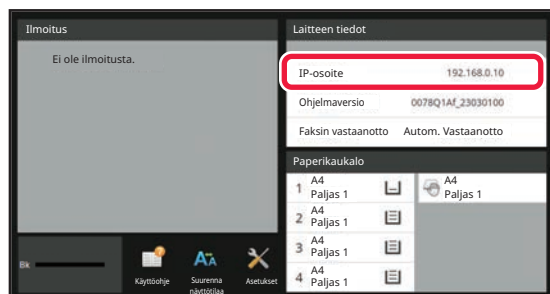 Ilmoitus
Ei ole ilmoitusta.
Laitteen tiedot
IP-osoite 192.168.0.10
Ohjelmaversio 0078Q1Af_23030100
Faksin vastaanotto Autom. Vastaanotto
Paperikaukalo
1 A4
Paljas 1
A4
Paljas 1
2 A4
Paljas 1
3 A4
Paljas 1
4 A4
Paljas 1
Bk
Käyttöohje
Suurenna
näyttötilaa
Asetukset